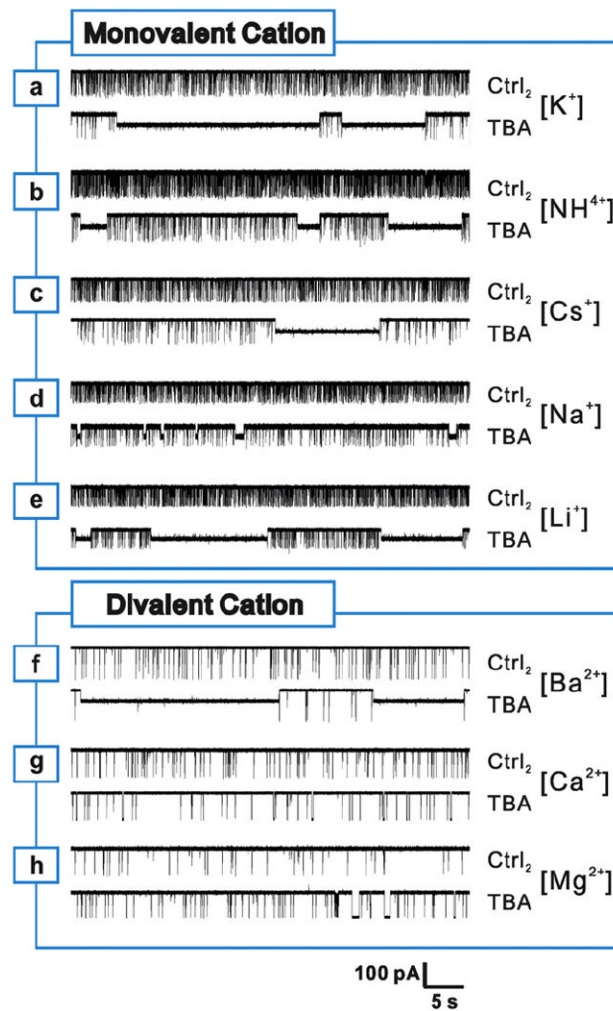 Monovalent Cation
a
Ctrl₂
TBA
[K⁺]
b
Ctrl₂
TBA
[NH⁴⁺]
c
Ctrl₂
TBA
[Cs⁺]
d
Ctrl₂
TBA
[Na⁺]
e
Ctrl₂
TBA
[Li⁺]
Divalent Cation
f
Ctrl₂
TBA
[Ba²⁺]
g
Ctrl₂
TBA
[Ca²⁺]
h
Ctrl₂
TBA
[Mg²⁺]
100 pA
5 s